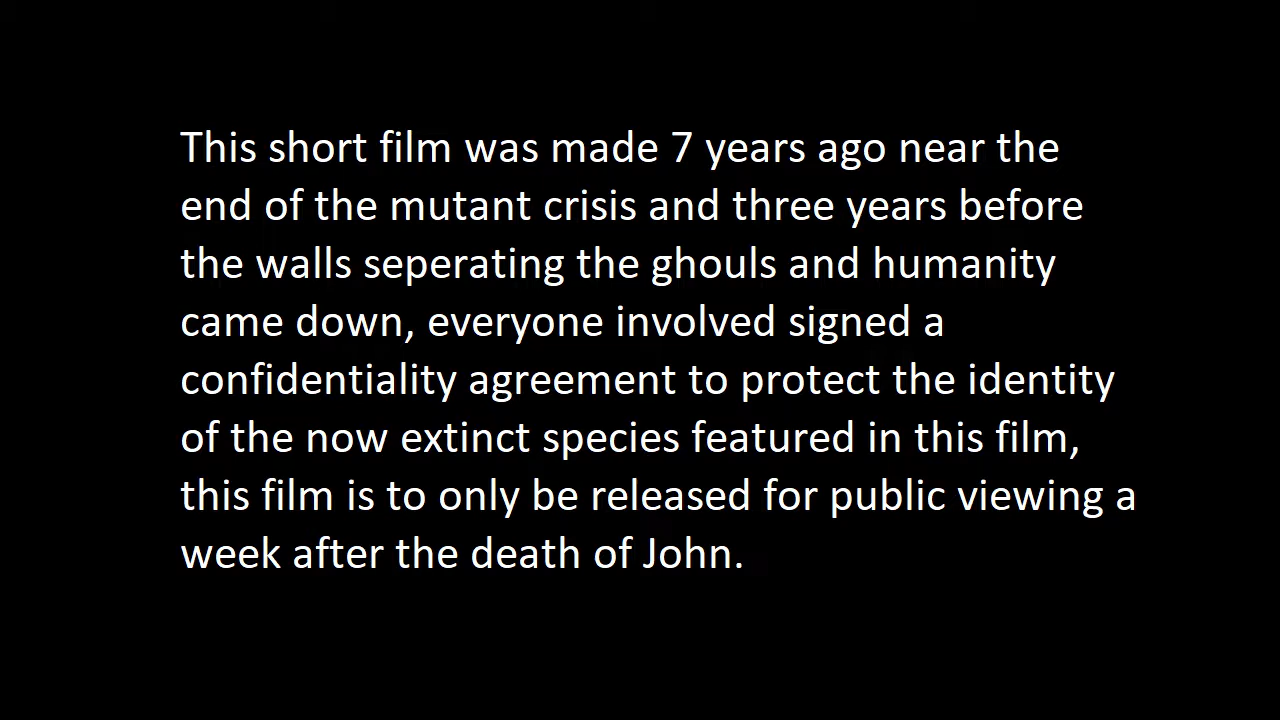 This short film was made 7 years ago near the
end of the mutant crisis and three years before
the walls seperating the ghouls and humanity
came down, everyone involved signed a
confidentiality agreement to protect the identity
of the now extinct species featured in this film,
this film is to only be released for public viewing a
week after the death of John.